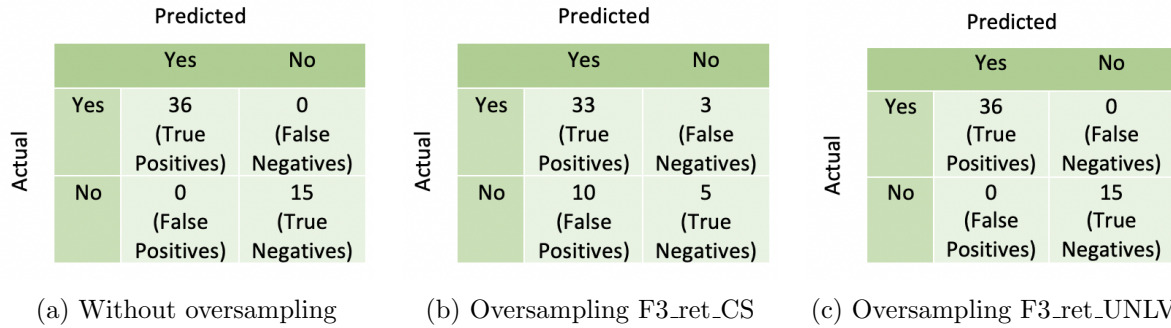 Predicted
Yes No
Actual
Yes 36 0
(True (False
Positives) Negatives)
No 0 15
(False (True
Positives) Negatives)
(a) Without oversampling
Predicted
Yes No
Actual
Yes 33 3
(True (False
Positives) Negatives)
No 10 5
(False (True
Positives) Negatives)
(b) Oversampling F3_ret_CS
Predicted
Yes No
Actual
Yes 36 0
(True (False
Positives) Negatives)
No 0 15
(False (True
Positives) Negatives)
(c) Oversampling F3_ret_UNLV